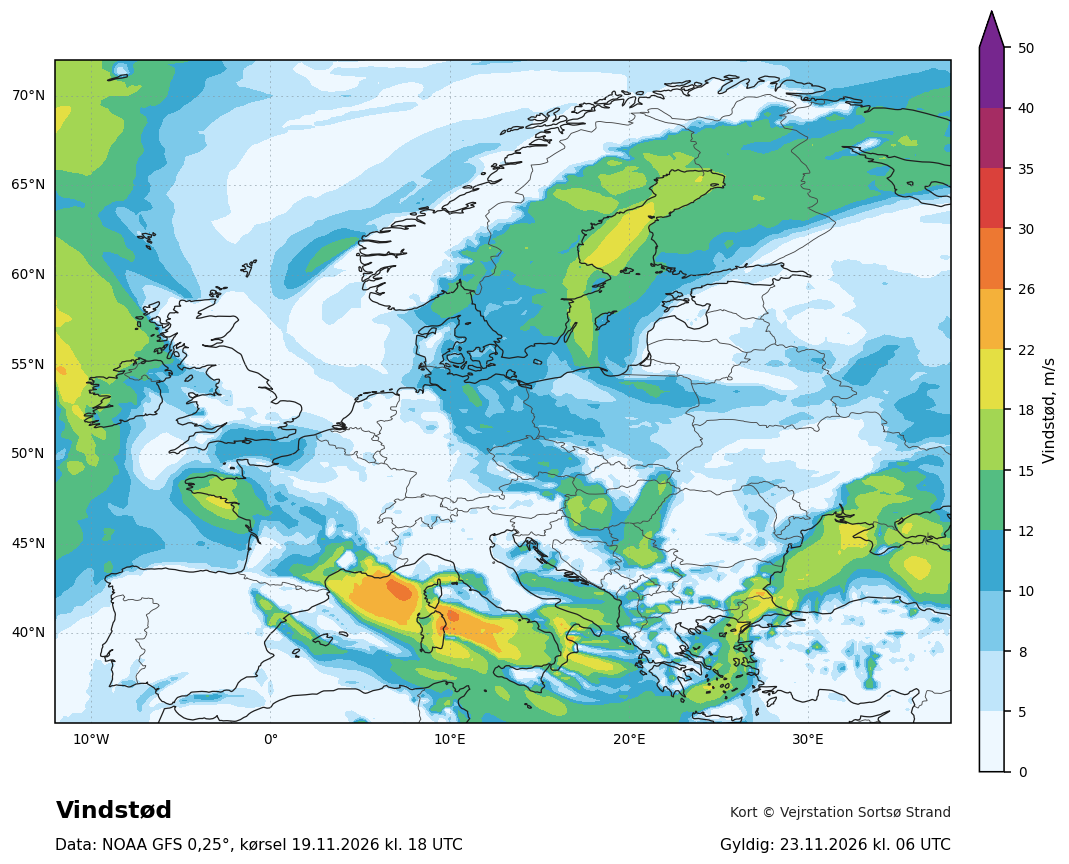 50
40
35
30
26
22
18
15
12
10
8
5
0
Vindstød, m/s
70°N
65°N
60°N
55°N
50°N
45°N
40°N
10°W
0°
10°E
20°E
30°E
Vindstød
Kort © Vejrstation Sortsø Strand
Data: NOAA GFS 0,25°, kørsel 19.11.2026 kl. 18 UTC
Gyldig: 23.11.2026 kl. 06 UTC